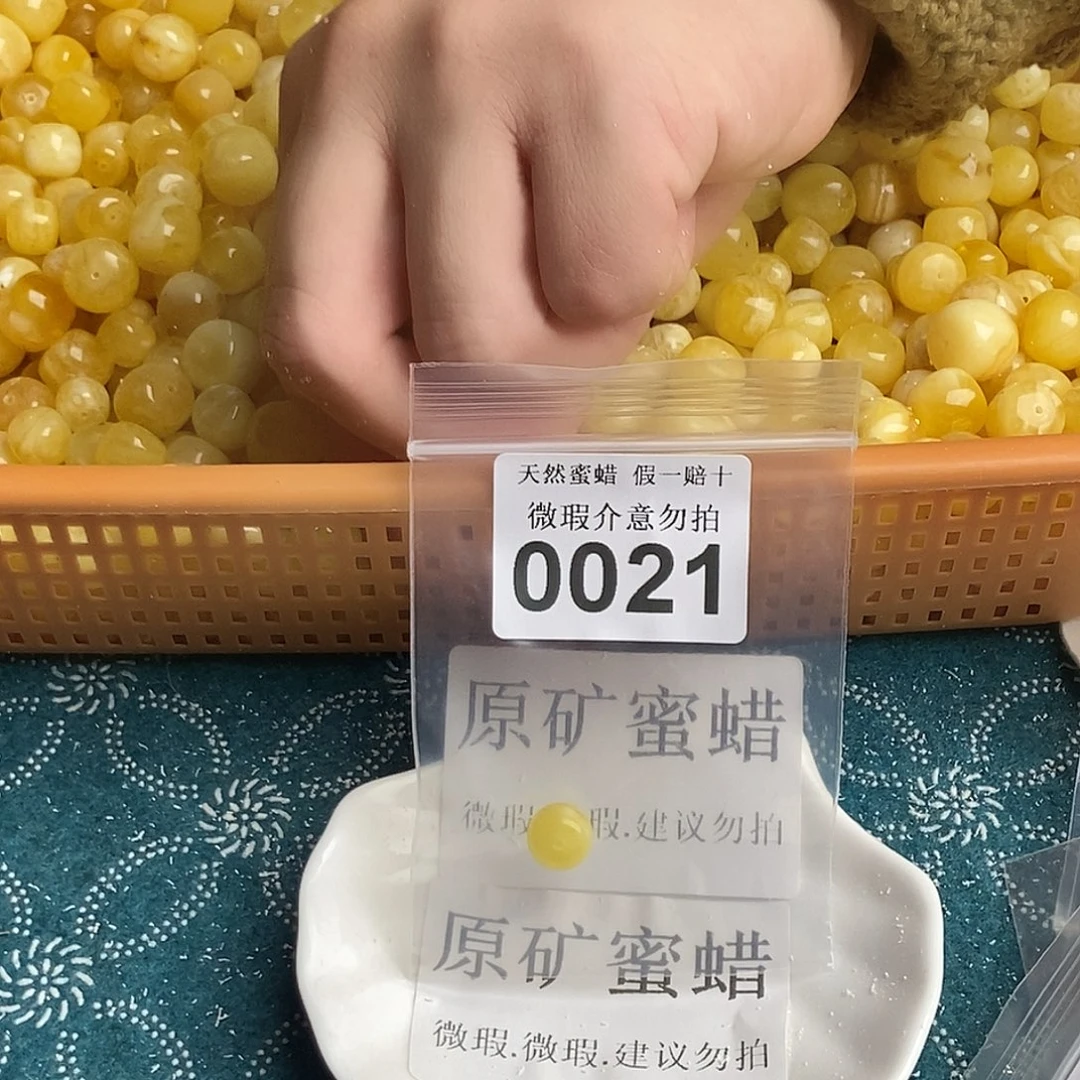 天然蜜蜡 假一赔十
微瑕介意勿拍
0021
原矿蜜蜡
微瑕 瑕.建议勿拍
原矿蜜蜡
微瑕.微瑕.建议勿拍